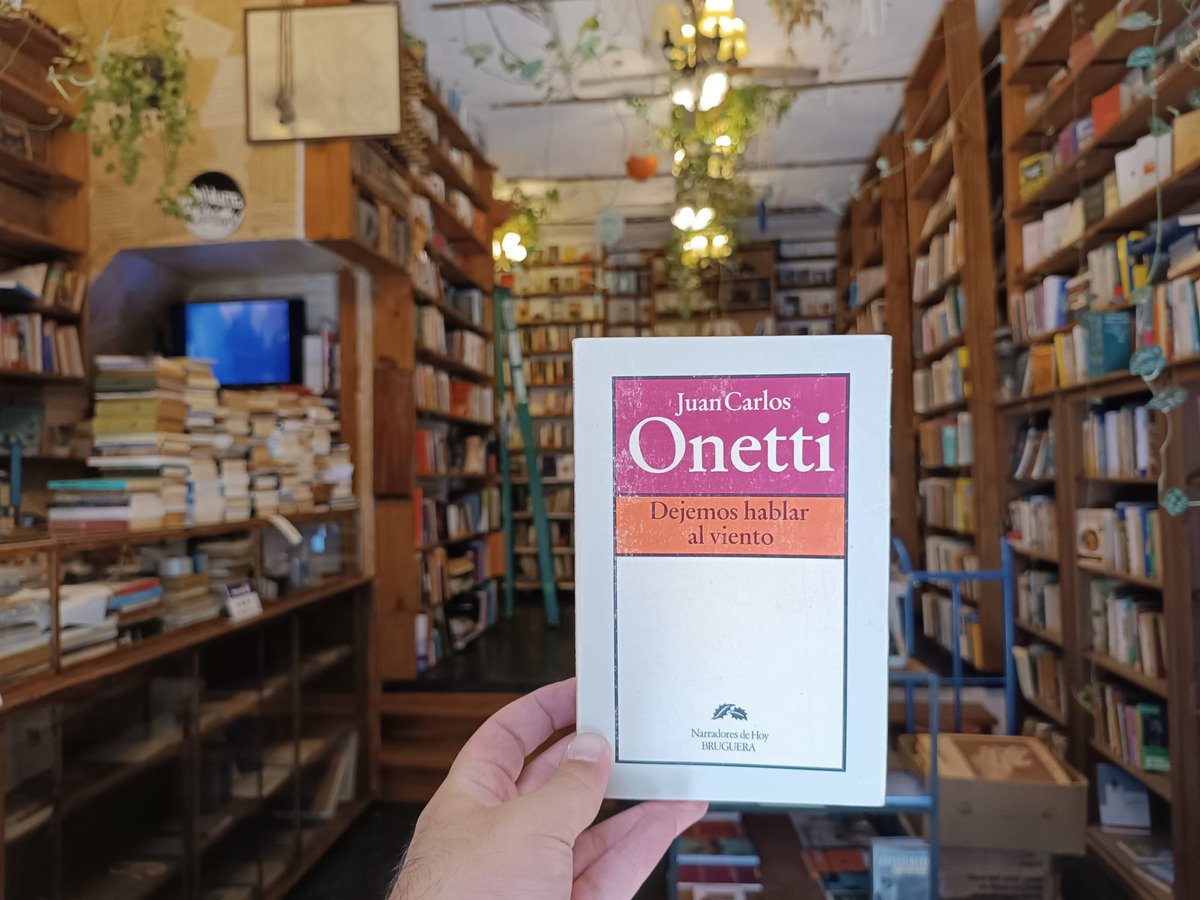 Juan Carlos
Onetti
Dejemos hablar
al viento
Narradores de Hoy
BRUGUERA